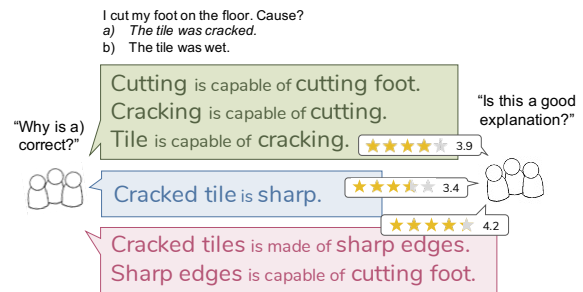 I cut my foot on the floor. Cause?
a) The tile was cracked.
b) The tile was wet.
Cutting is capable of cutting foot.
Cracking is capable of cutting.
Tile is capable of cracking.
3.9
"Why is a)
correct?"
"Is this a good
explanation?"
Cracked tile is sharp.
3.4
4.2
Cracked tiles is made of sharp edges.
Sharp edges is capable of cutting foot.